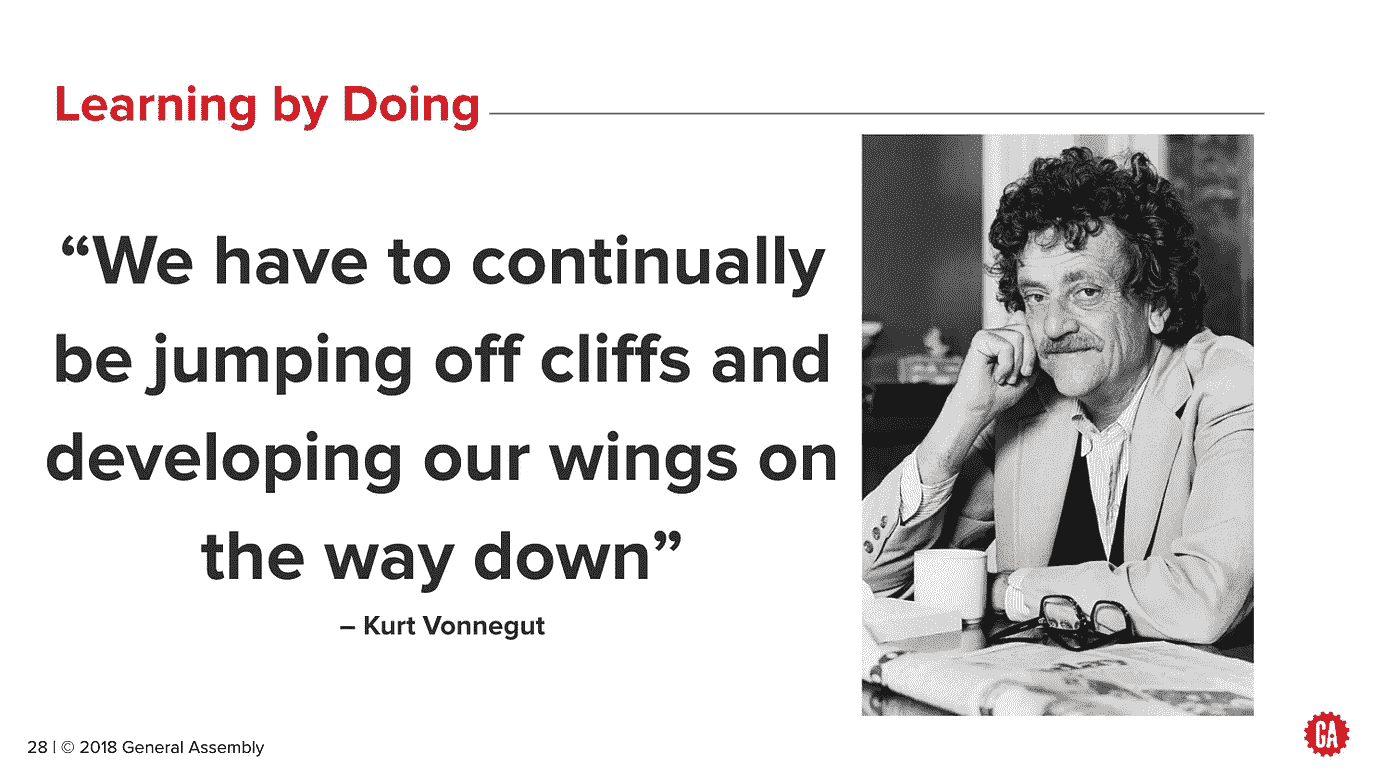 Learning by Doing
“We have to continually
be jumping off cliffs and
developing our wings on
the way down”
– Kurt Vonnegut
28 | © 2018 General Assembly
GA